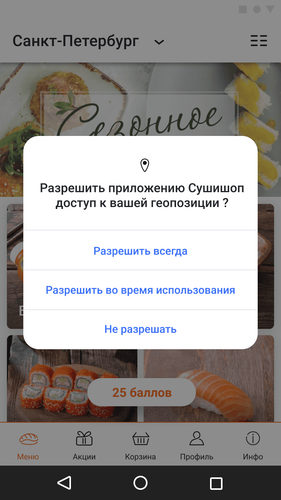 Санкт-Петербург
Сезонное
Разрешить приложению Сушишоп
доступ к вашей геопозиции ?
Разрешить всегда
Разрешить во время использования
Не разрешать
25 баллов
Меню
Акции
Корзина
Профиль
Инфо